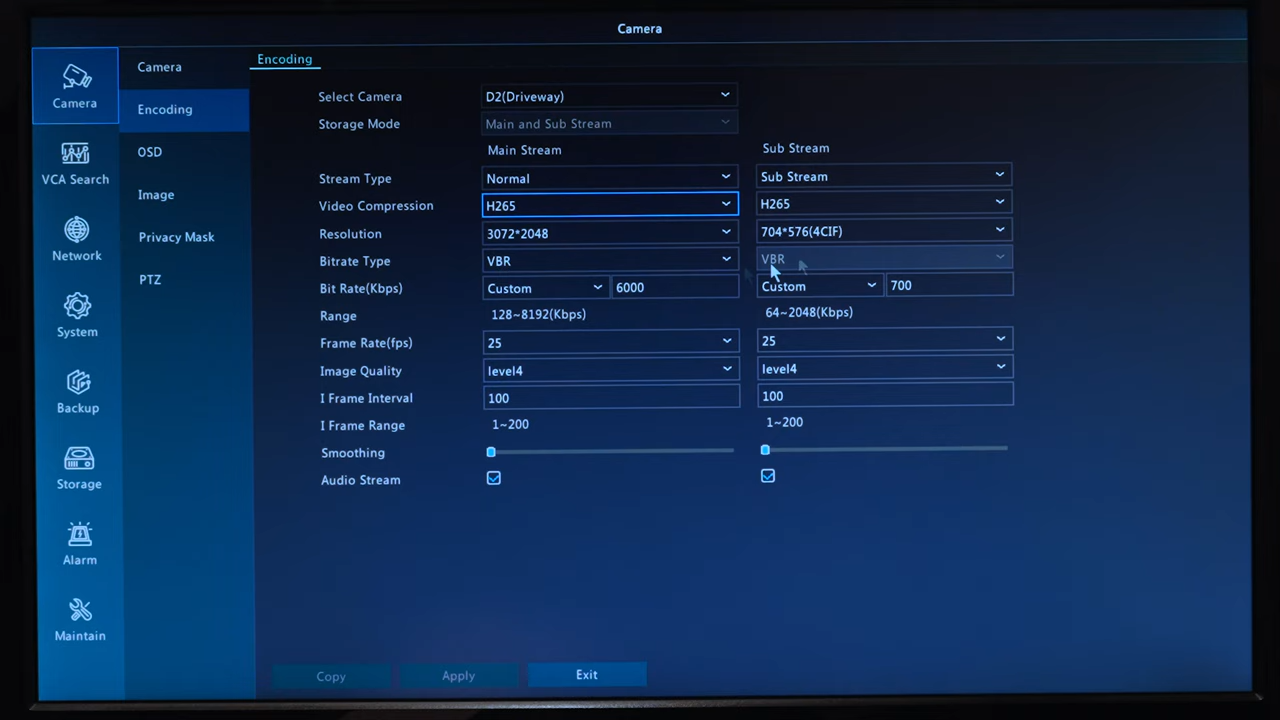 Camera
Camera
VCA Search
Network
System
Backup
Storage
Alarm
Maintain
Camera
Encoding
OSD
Image
Privacy Mask
PTZ
Encoding
Select Camera D2(Driveway)
Storage Mode Main and Sub Stream
Main Stream Sub Stream
Stream Type Normal Sub Stream
Video Compression H265 H265
Resolution 3072*2048 704*576(4CIF)
Bitrate Type VBR VBR
Bit Rate(Kbps) Custom 6000 Custom 700
Range 128~8192(Kbps) 64~2048(Kbps)
Frame Rate(fps) 25 25
Image Quality level4 level4
I Frame Interval 100 100
I Frame Range 1~200 1~200
Smoothing
Audio Stream
Copy Apply Exit